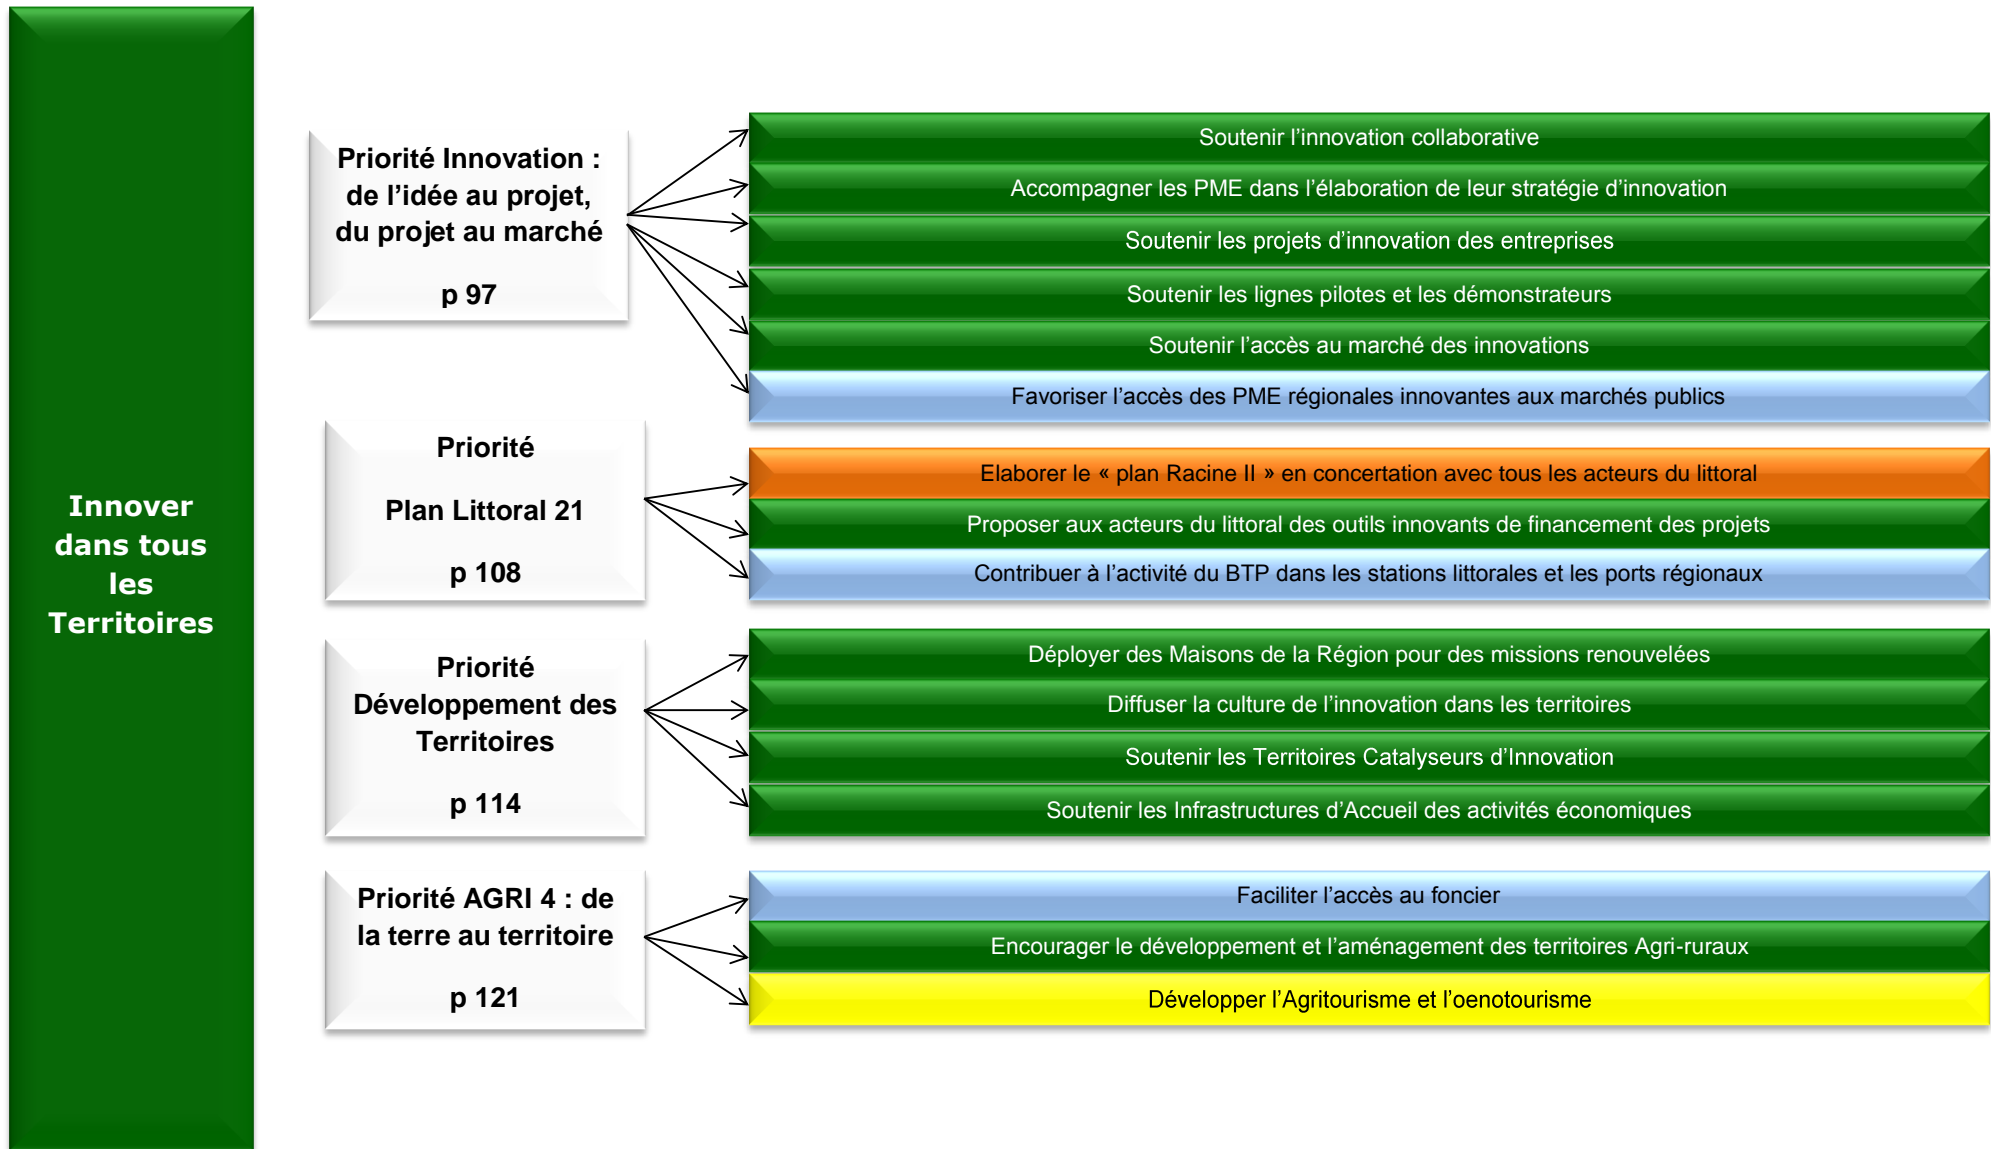 Innover
dans tous
les
Territoires
Priorité Innovation :
de l’idée au projet,
du projet au marché
p 97
Soutenir l’innovation collaborative
Accompagner les PME dans l’élaboration de leur stratégie d’innovation
Soutenir les projets d’innovation des entreprises
Soutenir les lignes pilotes et les démonstrateurs
Soutenir l’accès au marché des innovations
Favoriser l’accès des PME régionales innovantes aux marchés publics
Priorité
Plan Littoral 21
p 108
Elaborer le « plan Racine II » en concertation avec tous les acteurs du littoral
Proposer aux acteurs du littoral des outils innovants de financement des projets
Contribuer à l’activité du BTP dans les stations littorales et les ports régionaux
Priorité
Développement des
Territoires
p 114
Déployer des Maisons de la Région pour des missions renouvelées
Diffuser la culture de l’innovation dans les territoires
Soutenir les Territoires Catalyseurs d’Innovation
Soutenir les Infrastructures d’Accueil des activités économiques
Priorité AGRI 4 : de
la terre au territoire
p 121
Faciliter l’accès au foncier
Encourager le développement et l’aménagement des territoires Agri-ruraux
Développer l’Agritourisme et l’oenotourisme